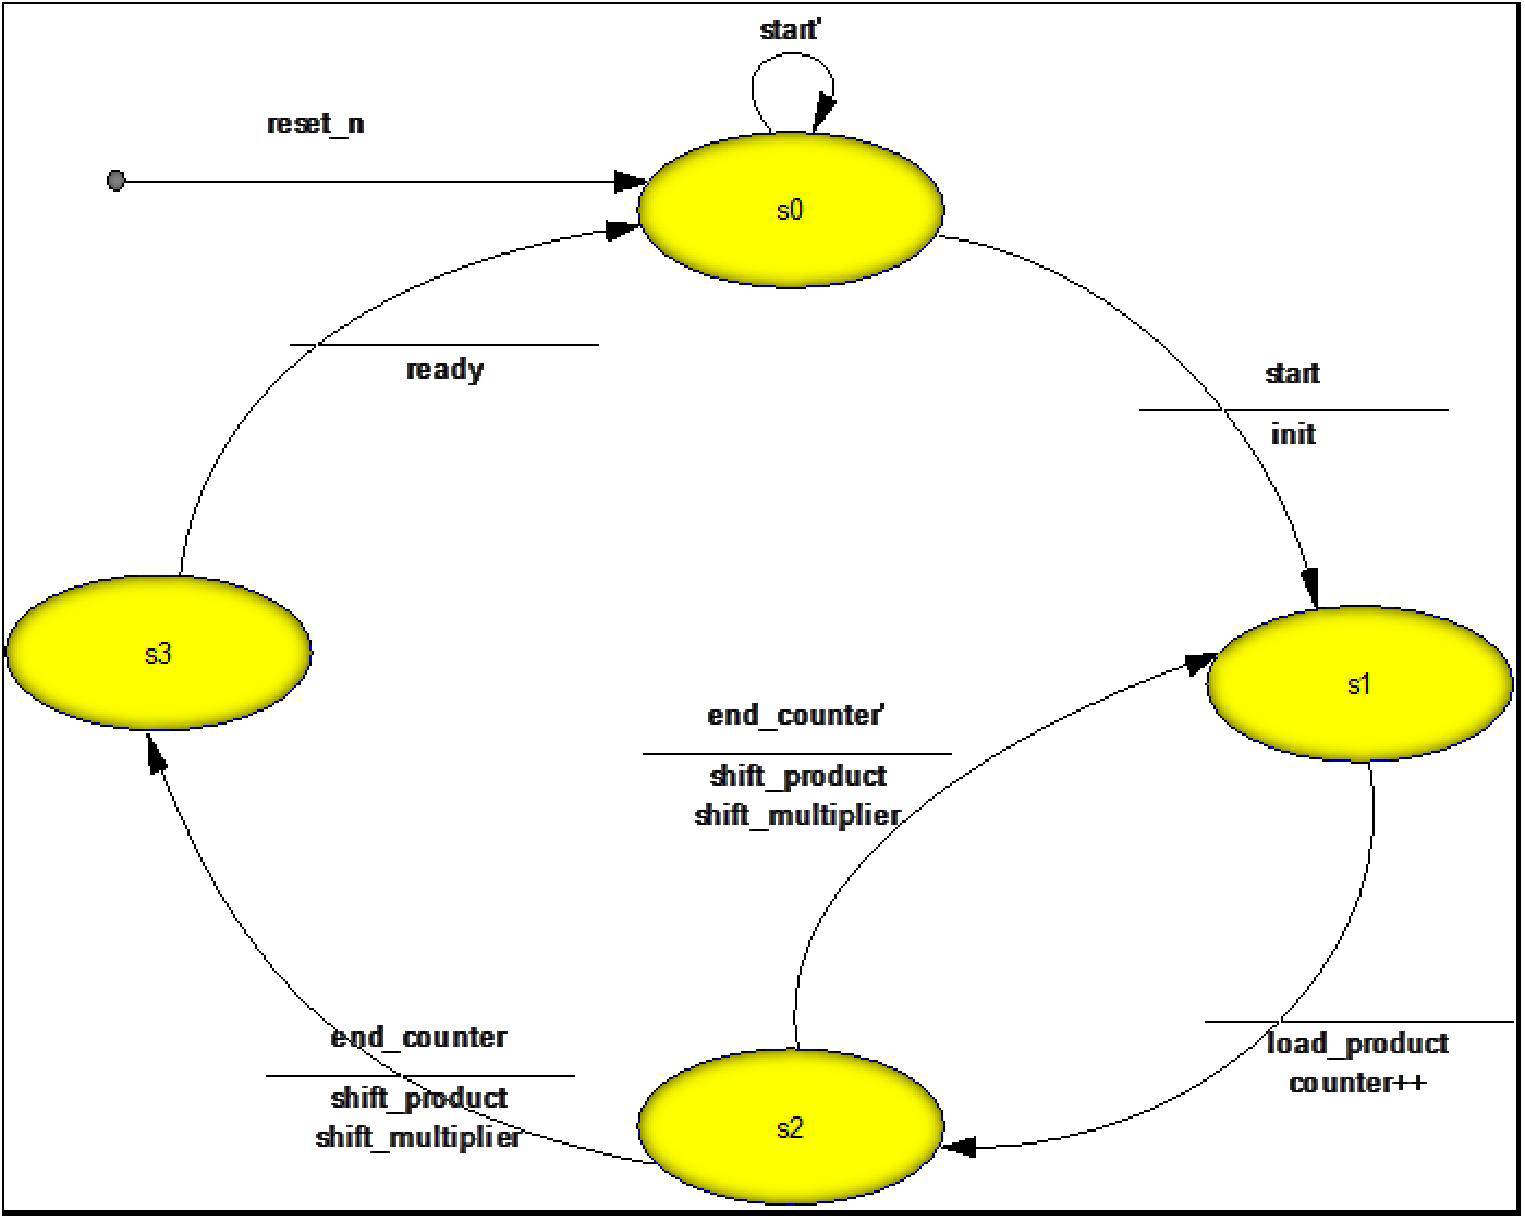 start'
reset_n
s0
ready
start
init
s3
s1
end_counter'
shift_product
shift_multiplier
end_counter
shift_product
shift_multiplier
load_product
counter++
s2